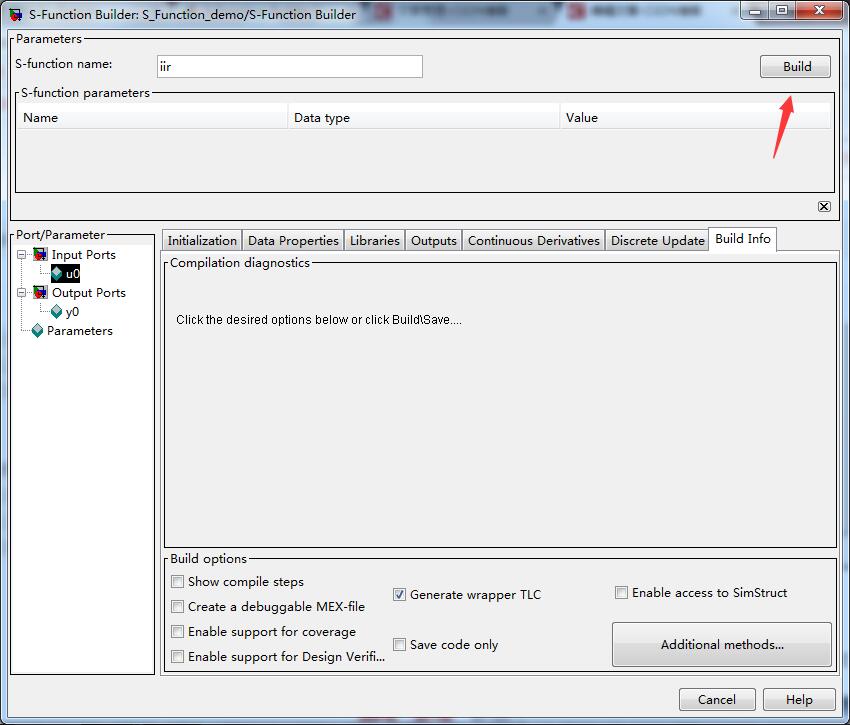 S-Function Builder: S_Function_demo/S-Function Builder
Parameters
S-function name: iir Build
S-function parameters
Name Data type Value
Port/Parameter
Input Ports
u0
Output Ports
y0
Parameters
Initialization Data Properties Libraries Outputs Continuous Derivatives Discrete Update Build Info
Compilation diagnostics
Click the desired options below or click Build\Save....
Build options
Show compile steps
Create a debuggable MEX-file
Enable support for coverage
Enable support for Design Verifi...
Generate wrapper TLC
Save code only
Enable access to SimStruct
Additional methods...
Cancel Help